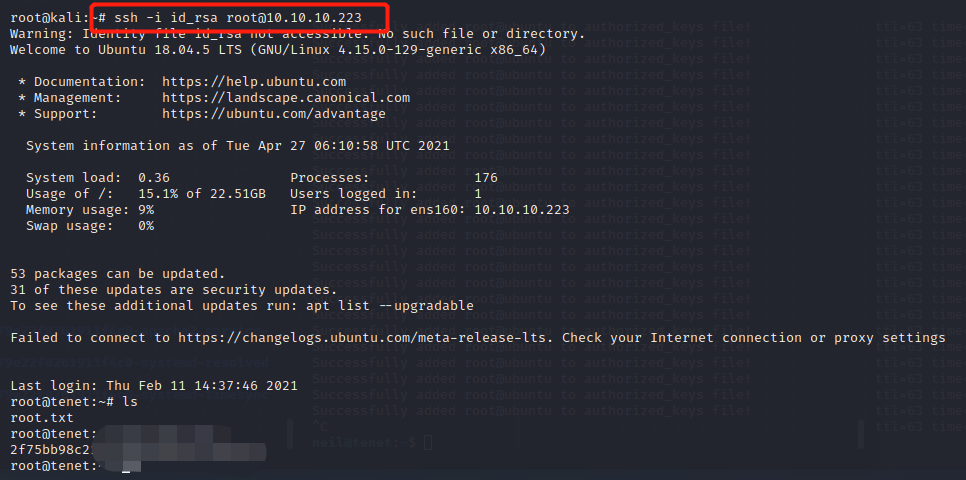 root@kali:~# ssh -i id_rsa root@10.10.10.223
Warning: Identity file id_rsa not accessible: No such file or directory.
Welcome to Ubuntu 18.04.5 LTS (GNU/Linux 4.15.0-129-generic x86_64)
* Documentation: https://help.ubuntu.com
* Management: https://landscape.canonical.com
* Support: https://ubuntu.com/advantage
System information as of Tue Apr 27 06:10:58 UTC 2021
System load: 0.36 Processes: 176
Usage of /: 15.1% of 22.51GB Users logged in: 1
Memory usage: 9% IP address for ens160: 10.10.10.223
Swap usage: 0%
53 packages can be updated.
31 of these updates are security updates.
To see these additional updates run: apt list --upgradable
Failed to connect to https://changelogs.ubuntu.com/meta-release-lts. Check your Internet connection or proxy settings
Last login: Thu Feb 11 14:37:46 2021
root@tenet:~# ls
root.txt
root@tenet:
2f75bb98c2
root@tenet: